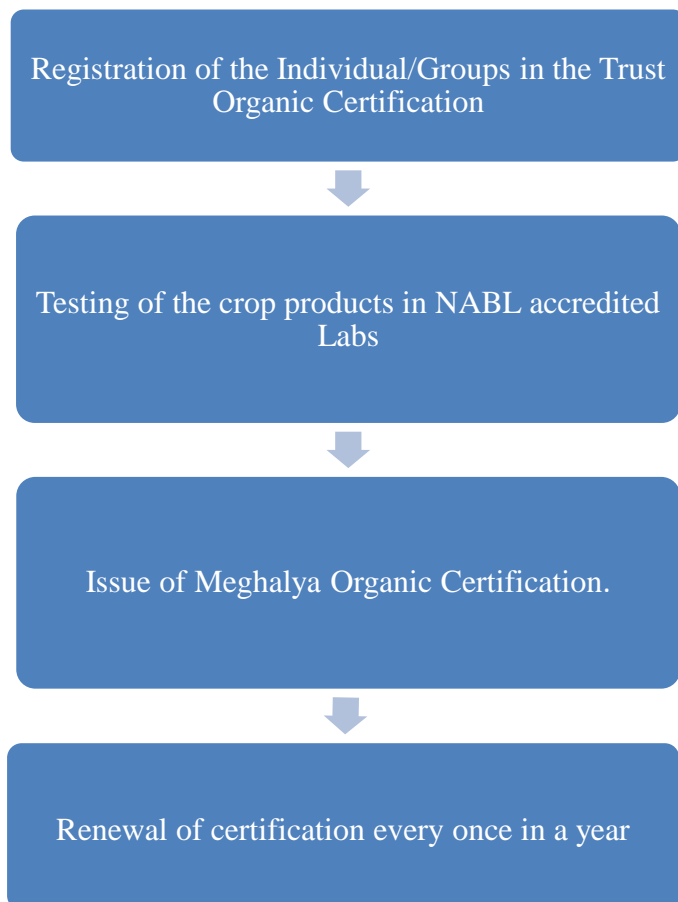 Registration of the Individual/Groups in the Trust
Organic Certification
Testing of the crop products in NABL accredited
Labs
Issue of Meghalya Organic Certification.
Renewal of certification every once in a year